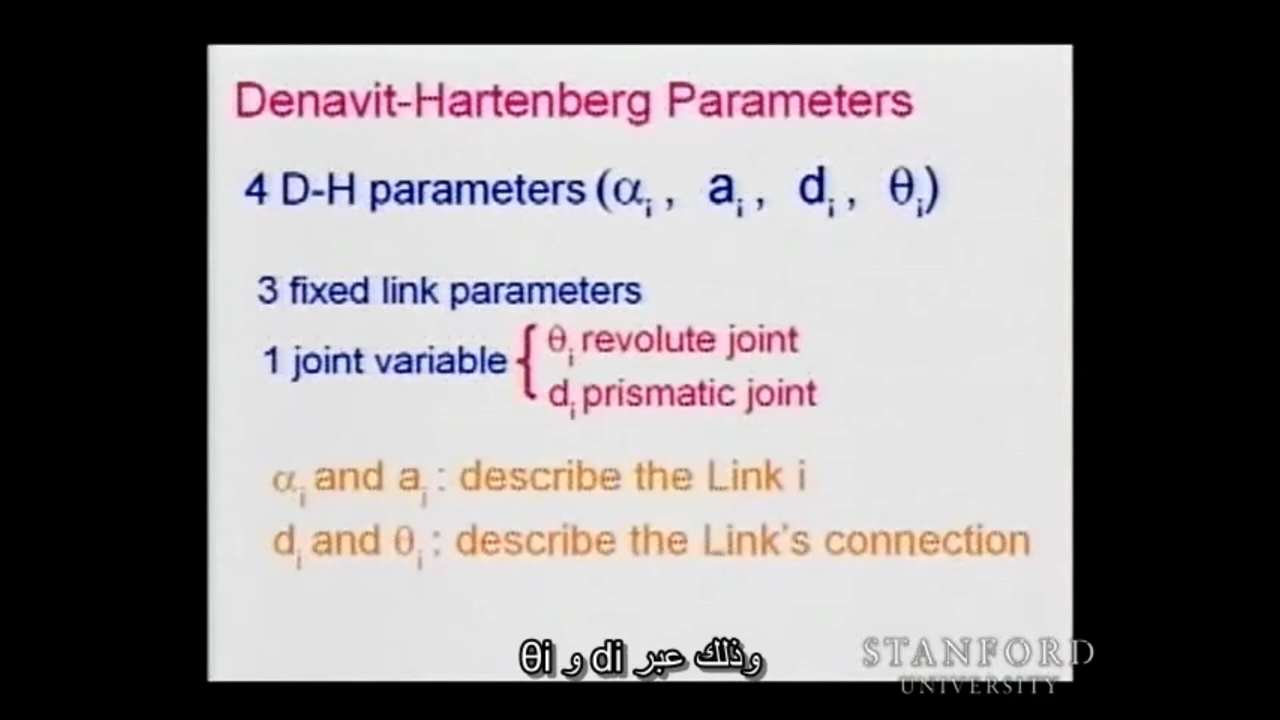 Denavit-Hartenberg Parameters
4 D-H parameters (αi , ai , di , θi)
3 fixed link parameters
1 joint variable { θi revolute joint
di prismatic joint
αi and ai : describe the Link i
di and θi : describe the Link's connection
وذلك عبر di و θi
STANFORD
UNIVERSITY